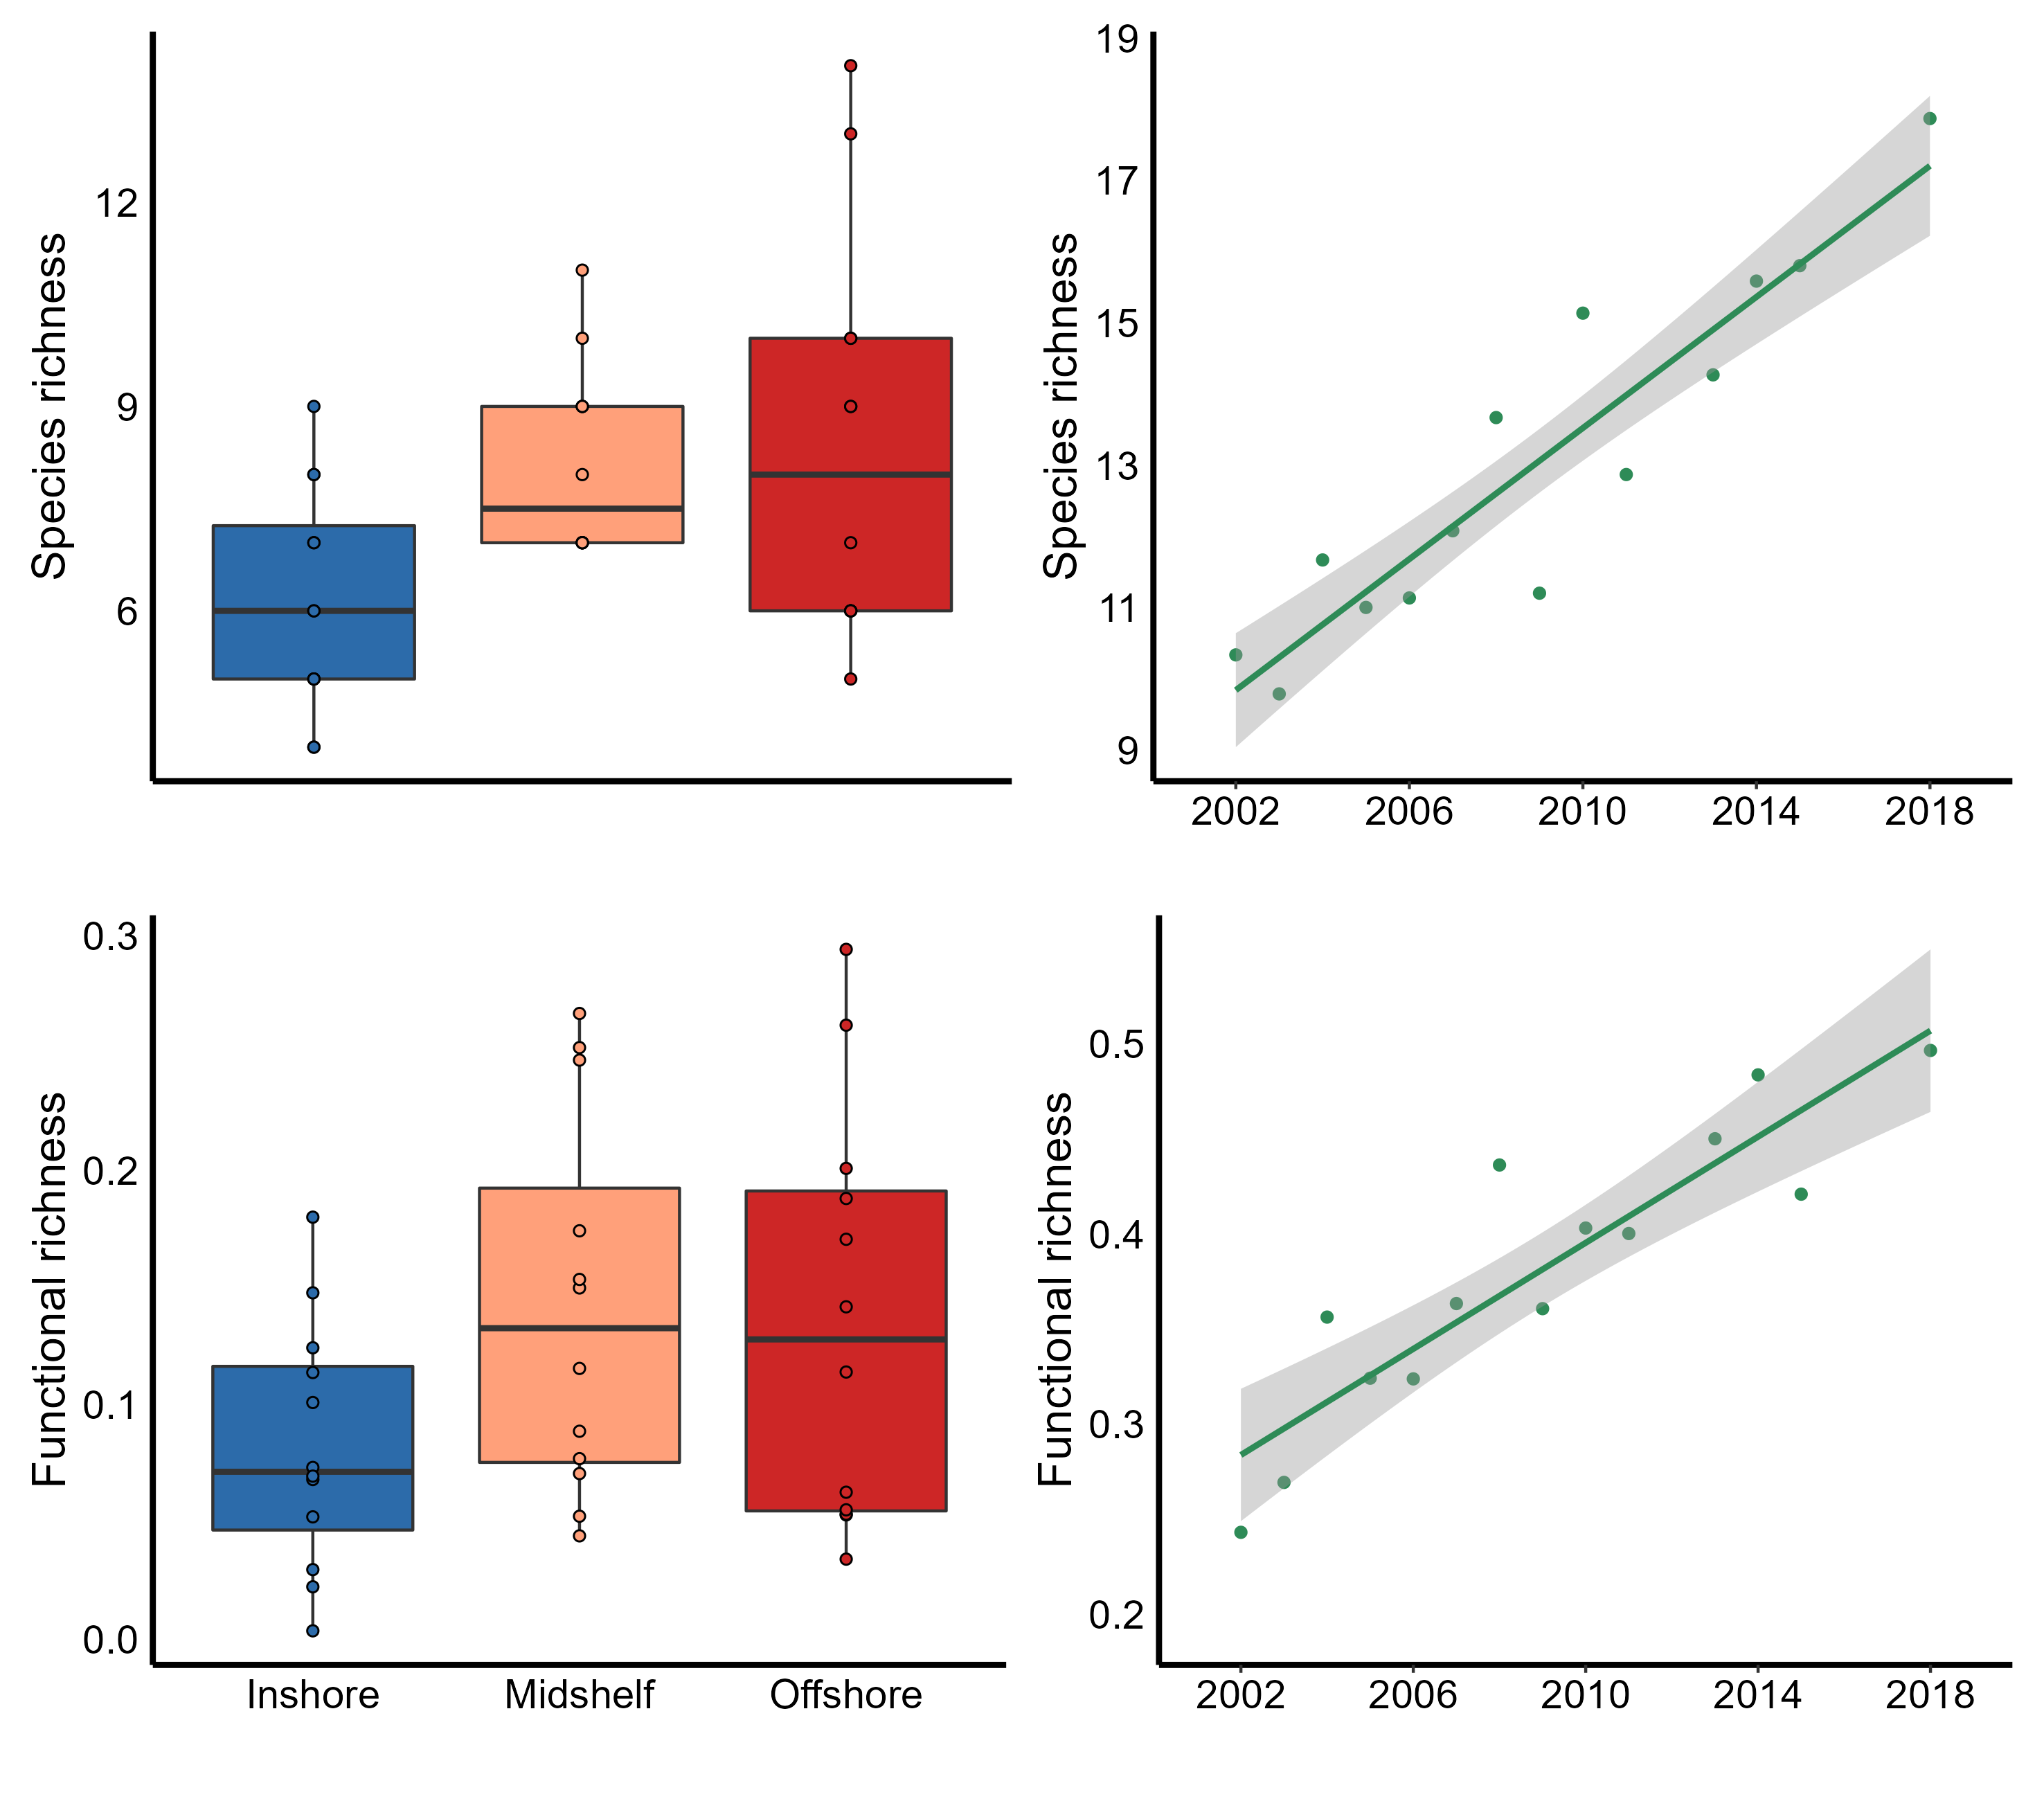 Species richness
12
9
6
Species richness
19
17
15
13
11
9
2002 2006 2010 2014 2018
Functional richness
0.3
0.2
0.1
0.0
Inshore Midshelf Offshore
Functional richness
0.5
0.4
0.3
0.2
2002 2006 2010 2014 2018